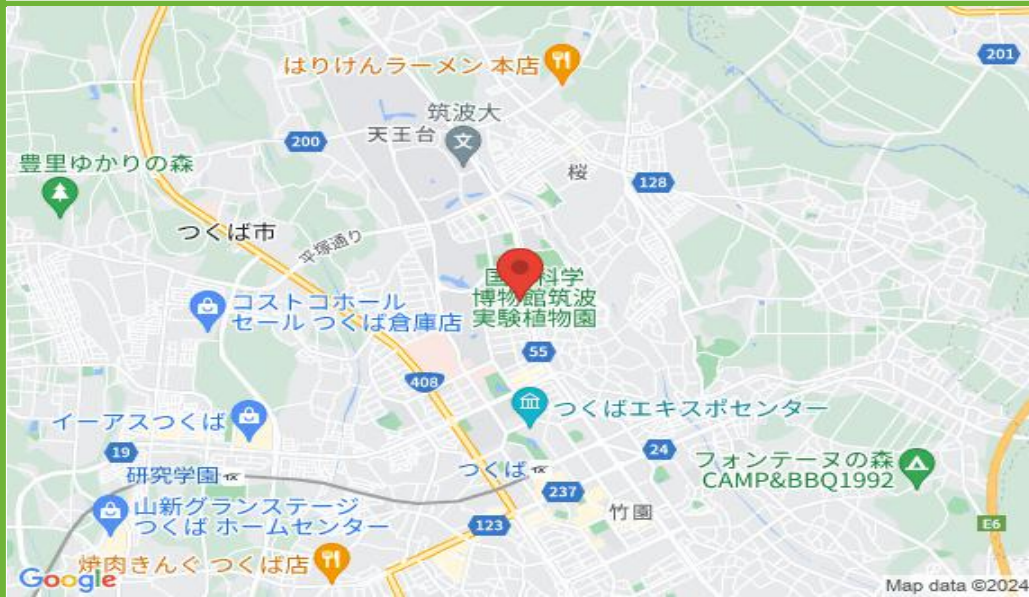 201
はりけんラーメン 本店
筑波大
天王台
200
豊里ゆかりの森
桜
128
つくば市
平塚通り
科学
博物館筑波
実験植物園
コストコホール
セール つくば倉庫店
55
408
つくばエキスポセンター
イーアスつくば
19
24
研究学園
つくば
フォンテーヌの森
CAMP&BBQ1992
237
山新グランステージ
つくば ホームセンター
竹園
123
E6
焼肉きんぐ つくば店
Google
Map data ©2024